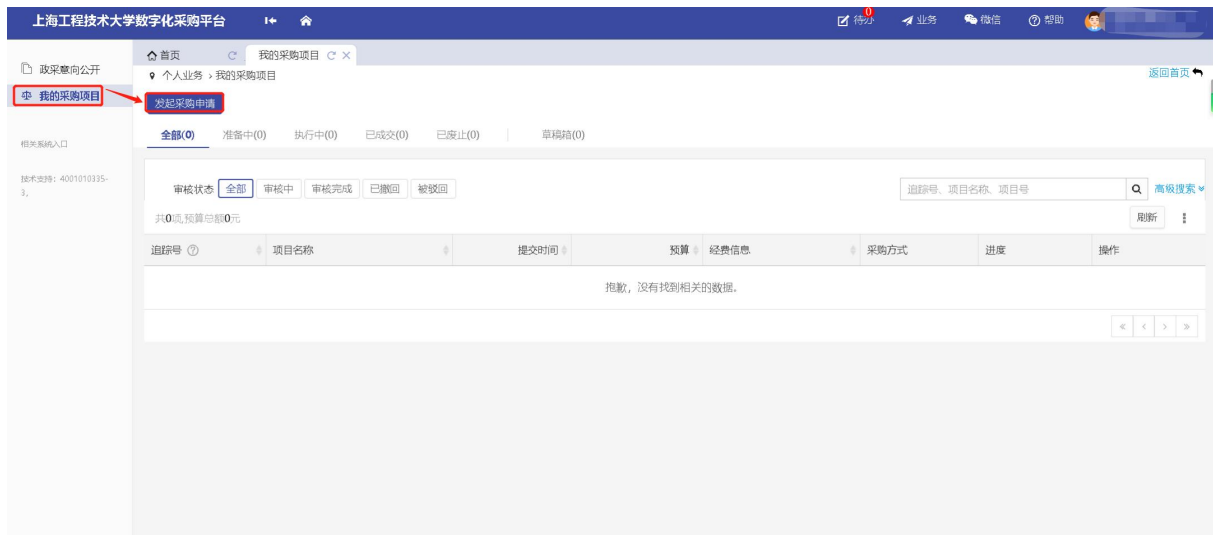 上海工程技术大学数字化采购平台
0
待办 业务 微信 帮助
政采意向公开
我的采购项目
相关系统入口
技术支持：4001010335-
3。
首页 我的采购项目
个人业务 › 我的采购项目 返回首页
发起采购申请
全部(0) 准备中(0) 执行中(0) 已成交(0) 已废止(0) 草稿箱(0)
审核状态 全部 审核中 审核完成 已撤回 被驳回 追踪号、项目名称、项目号 高级搜索
共0项,预算总额0元 刷新
追踪号 项目名称 提交时间 预算 经费信息 采购方式 进度 操作
抱歉，没有找到相关的数据。
« ‹ › »